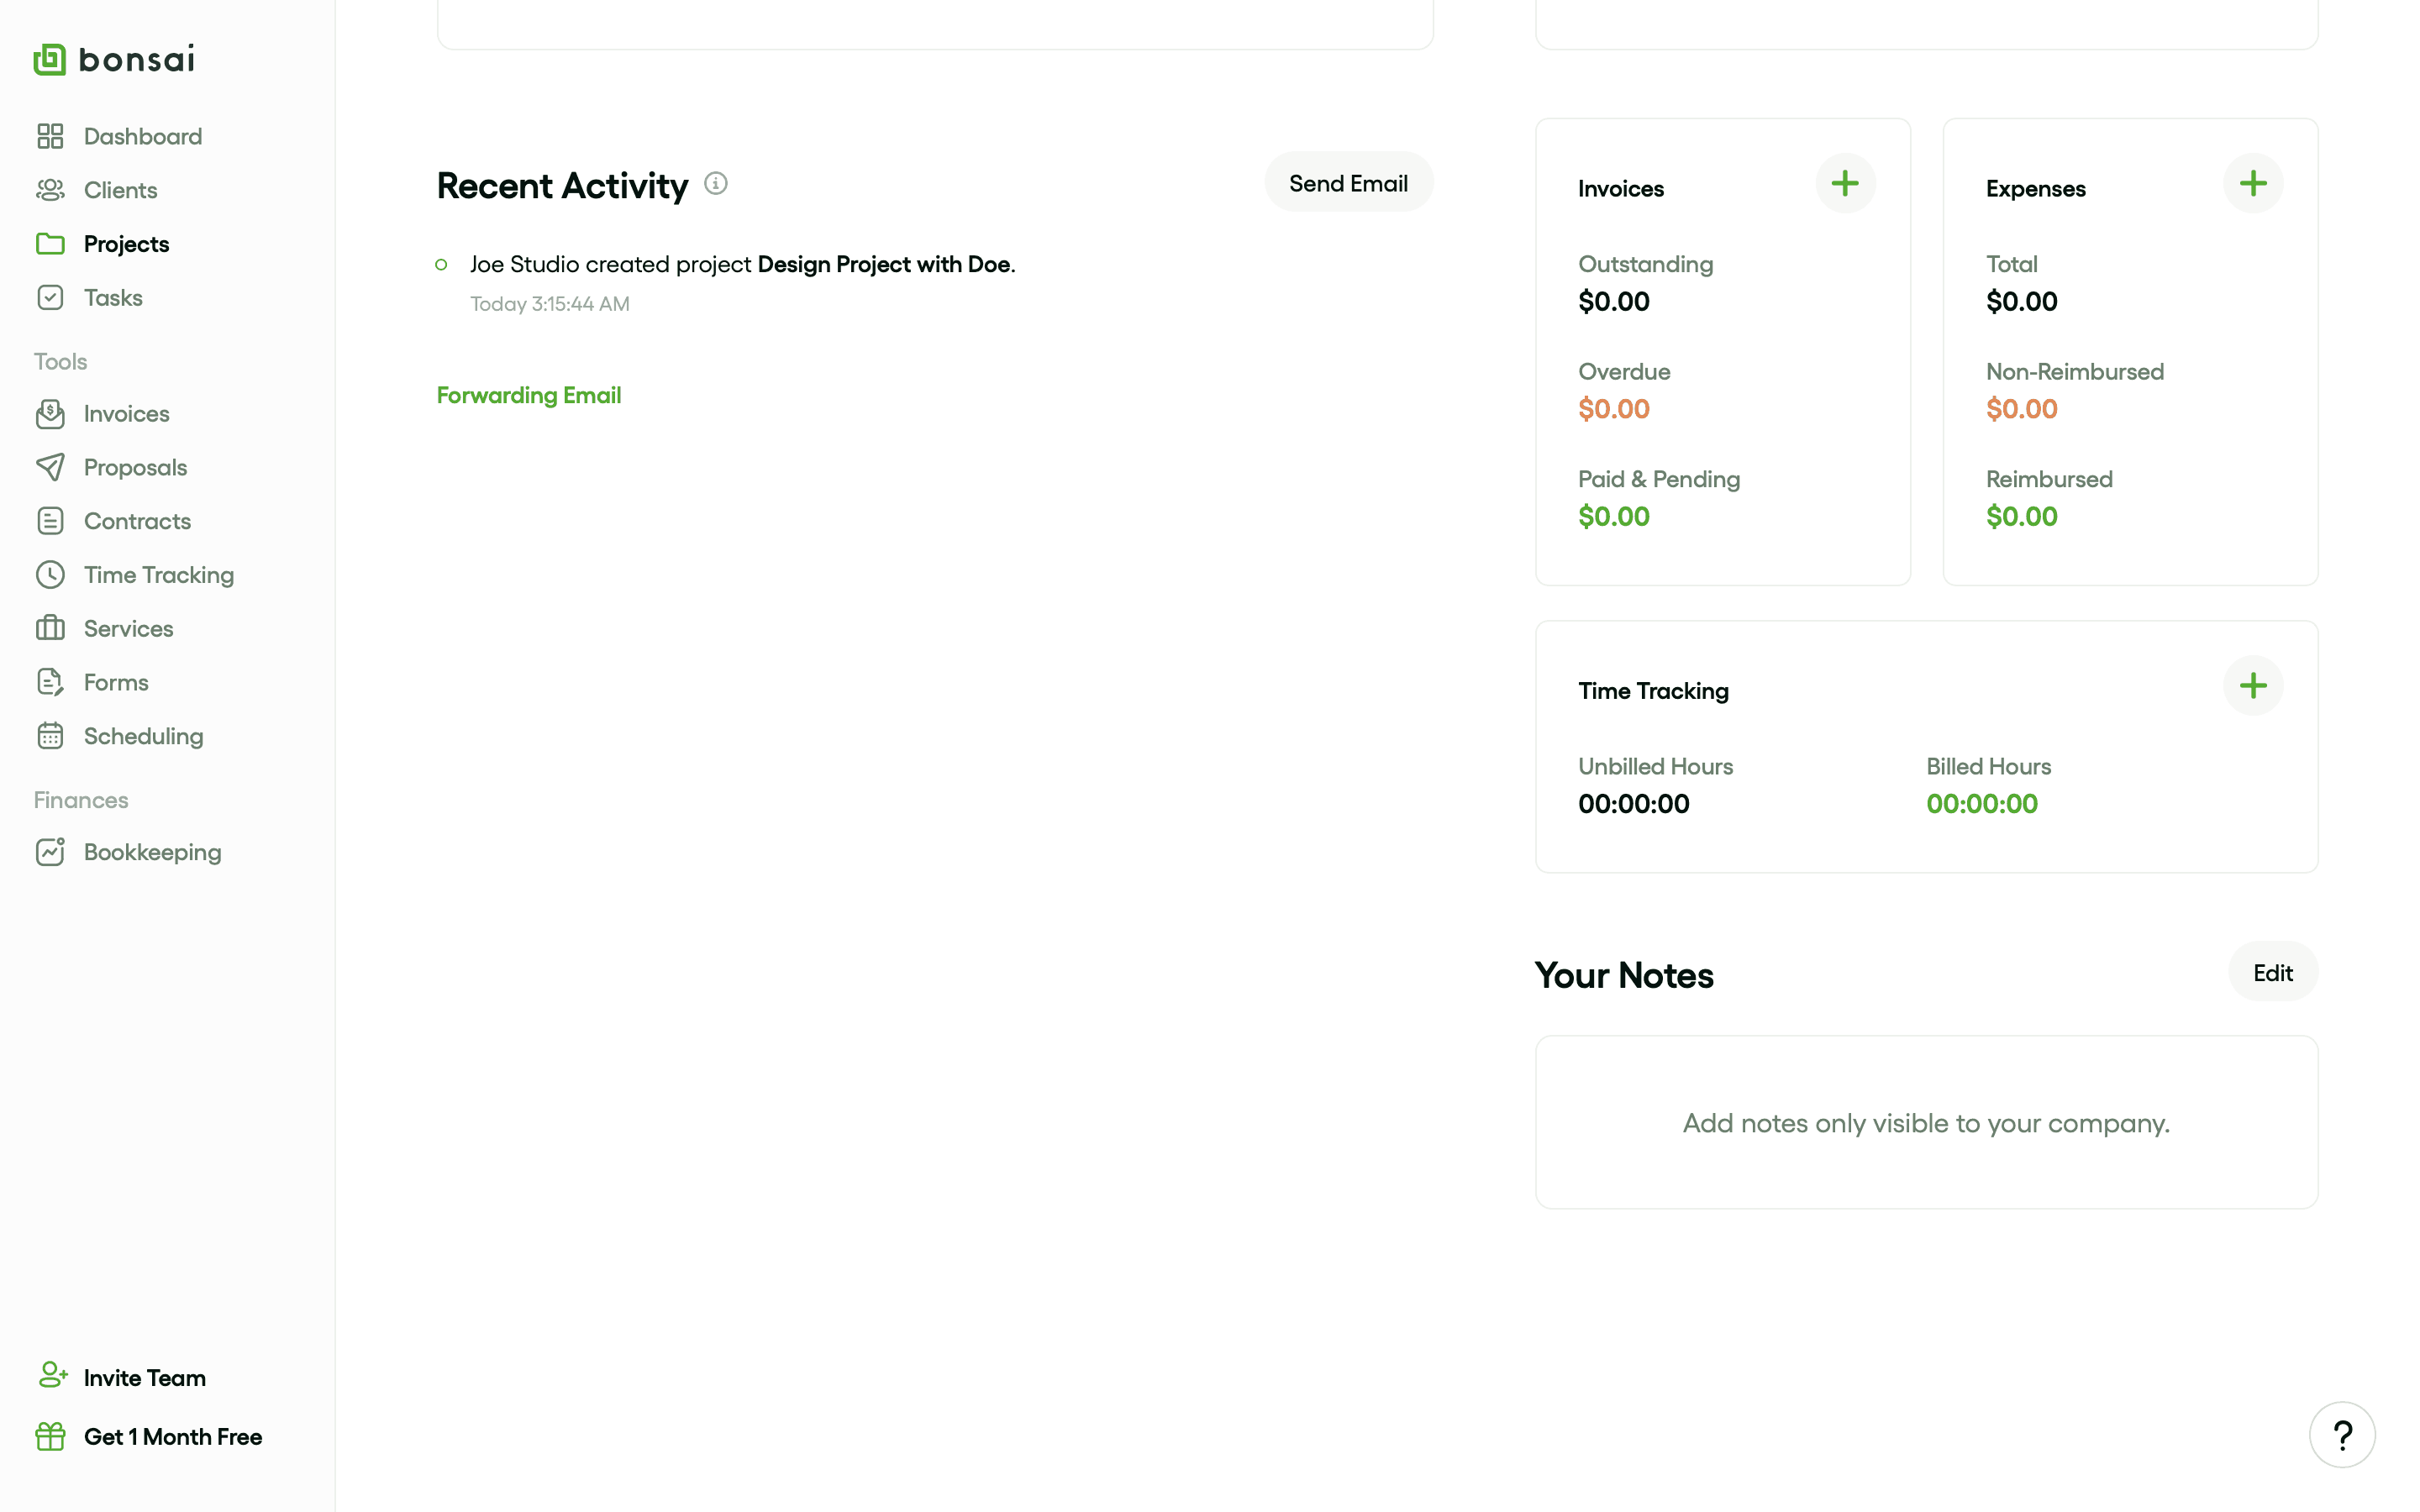 bonsai
Dashboard
Clients
Projects
Tasks
Tools
Invoices
Proposals
Contracts
Time Tracking
Services
Forms
Scheduling
Finances
Bookkeeping
Invite Team
Get 1 Month Free
Recent Activity
Send Email
Joe Studio created project Design Project with Doe.
Today 3:15:44 AM
Forwarding Email
Invoices
Outstanding
$0.00
Overdue
$0.00
Paid & Pending
$0.00
Expenses
Total
$0.00
Non-Reimbursed
$0.00
Reimbursed
$0.00
Time Tracking
Unbilled Hours
00:00:00
Billed Hours
00:00:00
Your Notes
Edit
Add notes only visible to your company.
?